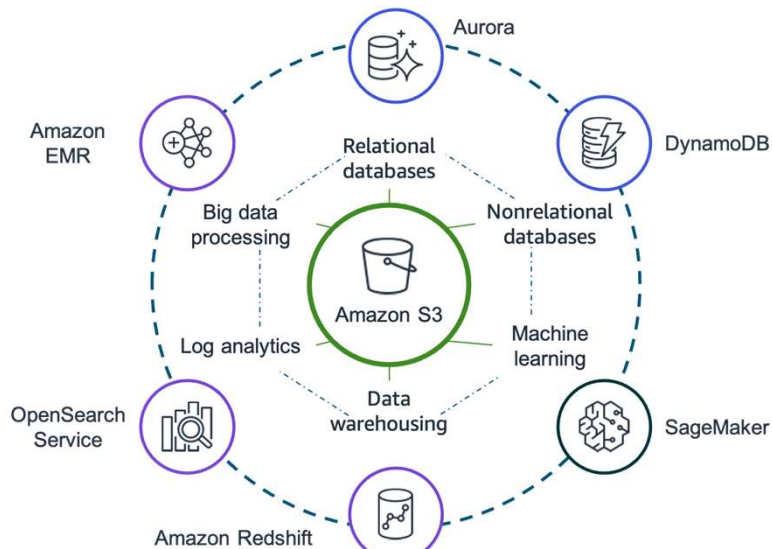 Aurora
Amazon
EMR
DynamoDB
Relational
databases
Big data
processing
Nonrelational
databases
Amazon S3
Log analytics
Machine
learning
Data
warehousing
OpenSearch
Service
SageMaker
Amazon Redshift